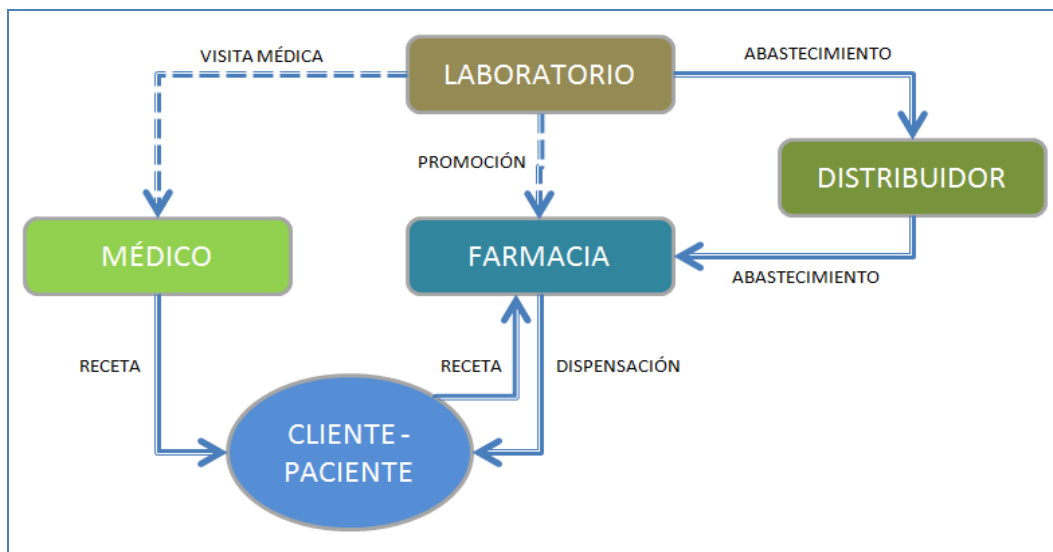 VISITA MÉDICA
LABORATORIO
ABASTECIMIENTO
PROMOCIÓN
DISTRIBUIDOR
MÉDICO
FARMACIA
ABASTECIMIENTO
RECETA
RECETA
DISPENSACIÓN
CLIENTE -
PACIENTE